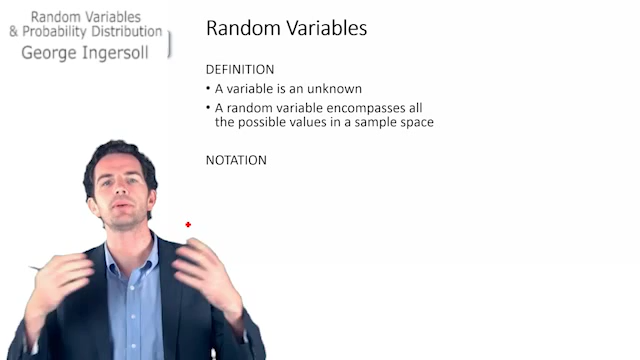 Random Variables
& Probability Distribution
George Ingersoll
Random Variables
DEFINITION
• A variable is an unknown
• A random variable encompasses all
the possible values in a sample space
NOTATION